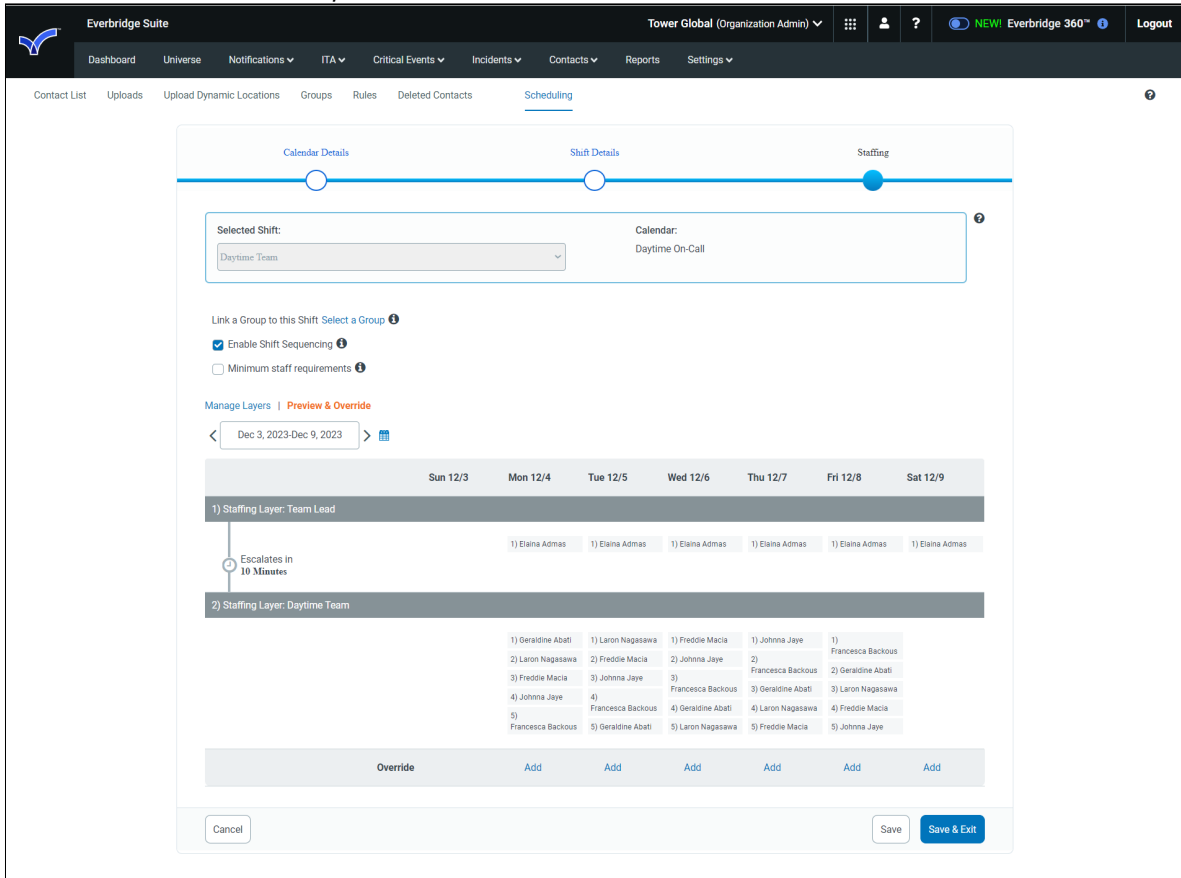 Everbridge Suite
Tower Global (Organization Admin)
?
NEW! Everbridge 360™
Logout
Dashboard Universe Notifications ITA Critical Events Incidents Contacts Reports Settings
Contact List Uploads Upload Dynamic Locations Groups Rules Deleted Contacts Scheduling
Calendar Details Shift Details Staffing
Selected Shift: Calendar:
Daytime Team Daytime On-Call
Link a Group to this Shift Select a Group
Enable Shift Sequencing
Minimum staff requirements
Manage Layers | Preview & Override
Dec 3, 2023-Dec 9, 2023
Sun 12/3 Mon 12/4 Tue 12/5 Wed 12/6 Thu 12/7 Fri 12/8 Sat 12/9
1) Staffing Layer: Team Lead
1) Elaina Admas 1) Elaina Admas 1) Elaina Admas 1) Elaina Admas 1) Elaina Admas 1) Elaina Admas
Escalates in
10 Minutes
2) Staffing Layer: Daytime Team
1) Geraldine Abati
2) Laron Nagasawa
3) Freddie Macia
4) Johnna Jaye
5)
Francesca Backous
1) Laron Nagasawa
2) Freddie Macia
3) Johnna Jaye
4)
Francesca Backous
5) Geraldine Abati
1) Freddie Macia
2) Johnna Jaye
3)
Francesca Backous
4) Geraldine Abati
5) Laron Nagasawa
1) Johnna Jaye
2)
Francesca Backous
3) Geraldine Abati
4) Laron Nagasawa
5) Freddie Macia
1)
Francesca Backous
2) Geraldine Abati
3) Laron Nagasawa
4) Freddie Macia
5) Johnna Jaye
Override Add Add Add Add Add Add
Cancel Save Save & Exit